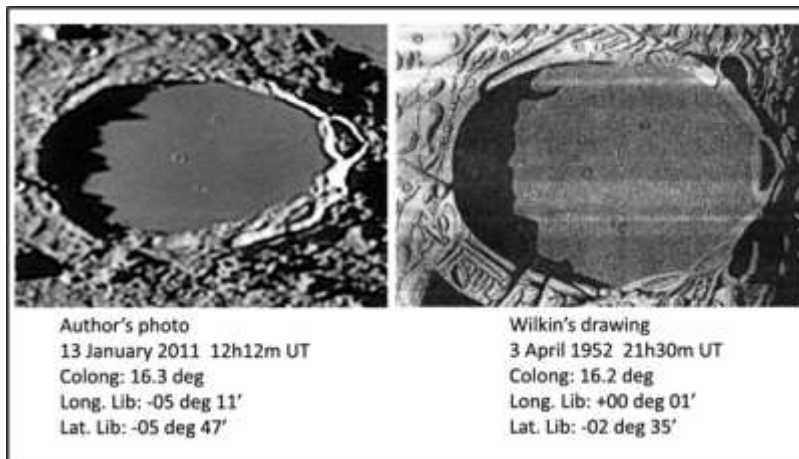 Author's photo
13 January 2011 12h12m UT
Colong: 16.3 deg
Long. Lib: -05 deg 11'
Lat. Lib: -05 deg 47'
Wilkin's drawing
3 April 1952 21h30m UT
Colong: 16.2 deg
Long. Lib: +00 deg 01'
Lat. Lib: -02 deg 35'